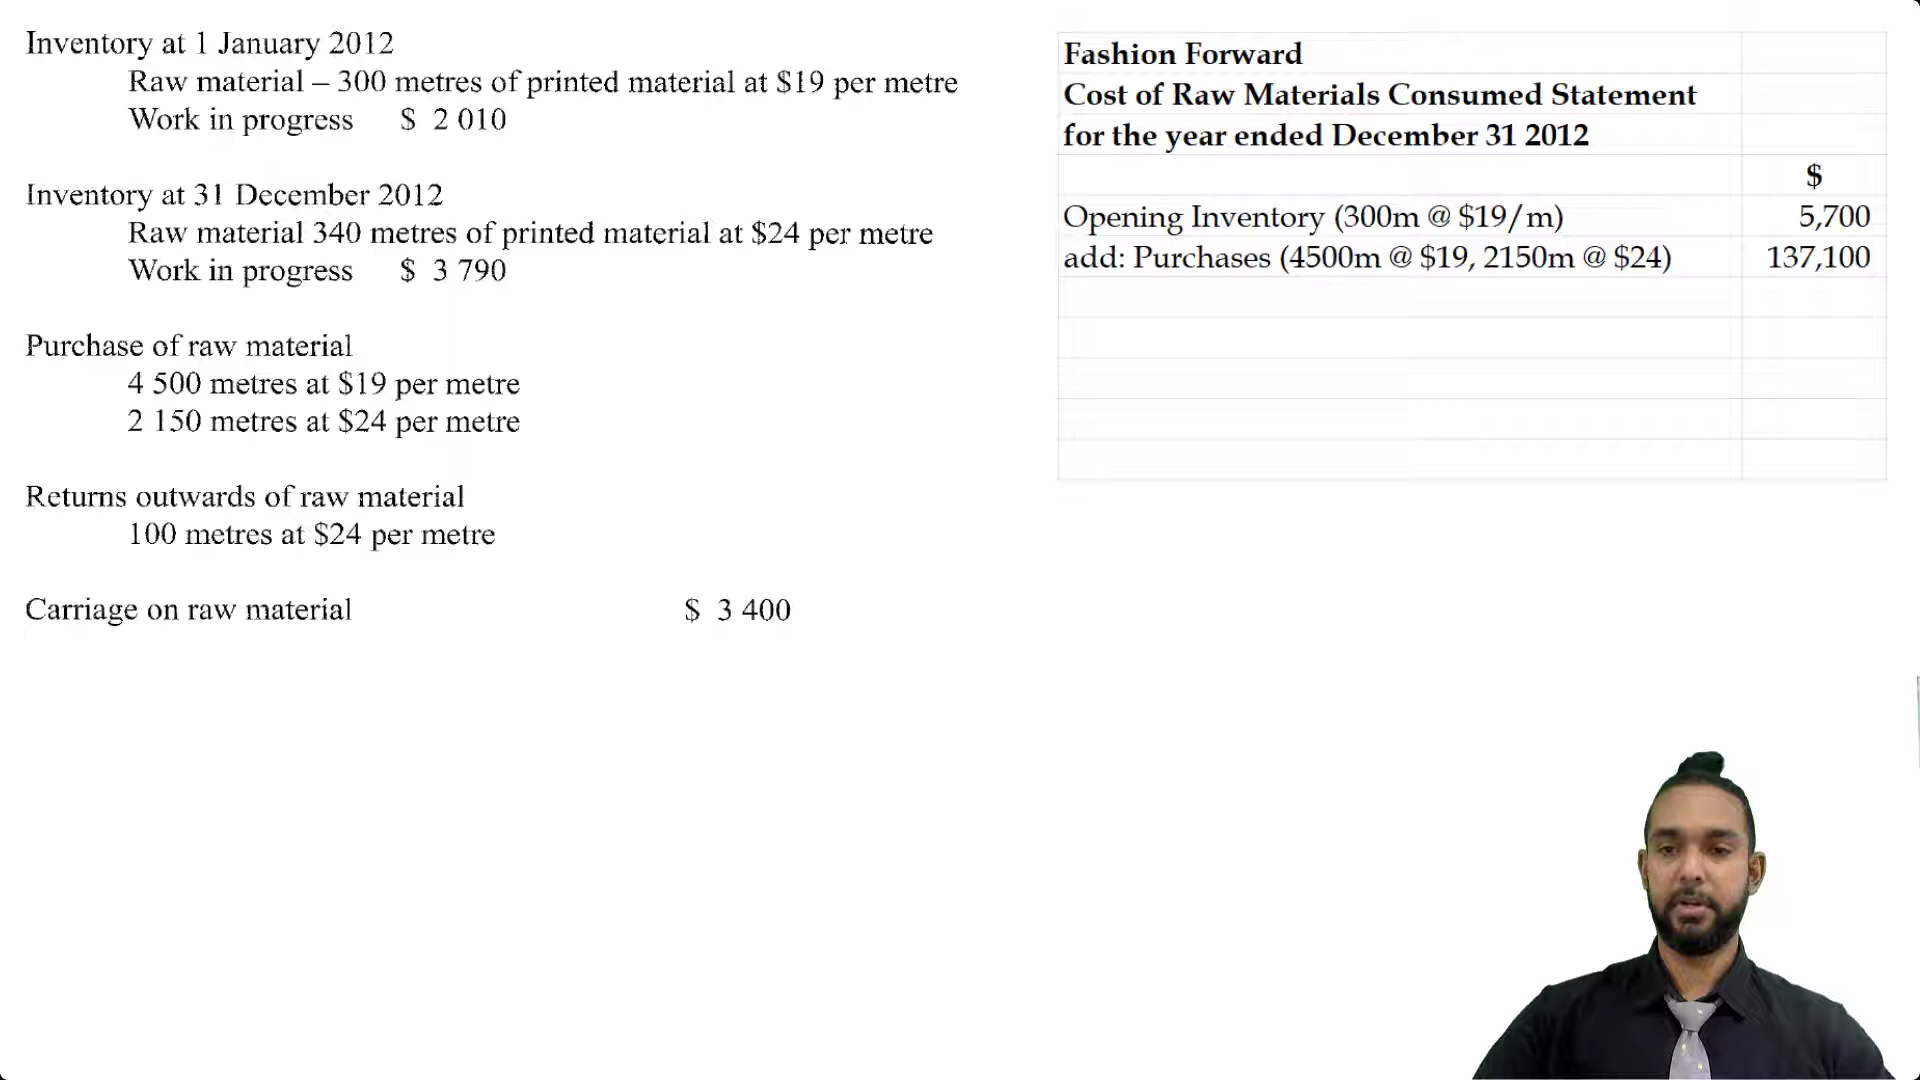 Inventory at 1 January 2012
Raw material – 300 metres of printed material at $19 per metre
Work in progress $ 2 010
Inventory at 31 December 2012
Raw material 340 metres of printed material at $24 per metre
Work in progress $ 3 790
Purchase of raw material
4 500 metres at $19 per metre
2 150 metres at $24 per metre
Returns outwards of raw material
100 metres at $24 per metre
Carriage on raw material $ 3 400
Fashion Forward
Cost of Raw Materials Consumed Statement
for the year ended December 31 2012
$
Opening Inventory (300m @ $19/m) 5,700
add: Purchases (4500m @ $19, 2150m @ $24) 137,100